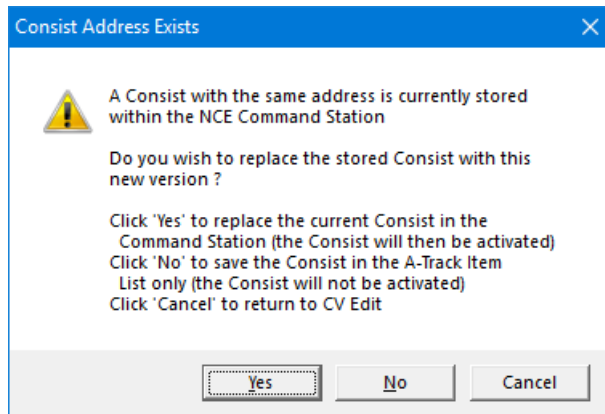 Consist Address Exists
A Consist with the same address is currently stored
within the NCE Command Station
Do you wish to replace the stored Consist with this
new version ?
Click 'Yes' to replace the current Consist in the
Command Station (the Consist will then be activated)
Click 'No' to save the Consist in the A-Track Item
List only (the Consist will not be activated)
Click 'Cancel' to return to CV Edit
Yes
No
Cancel